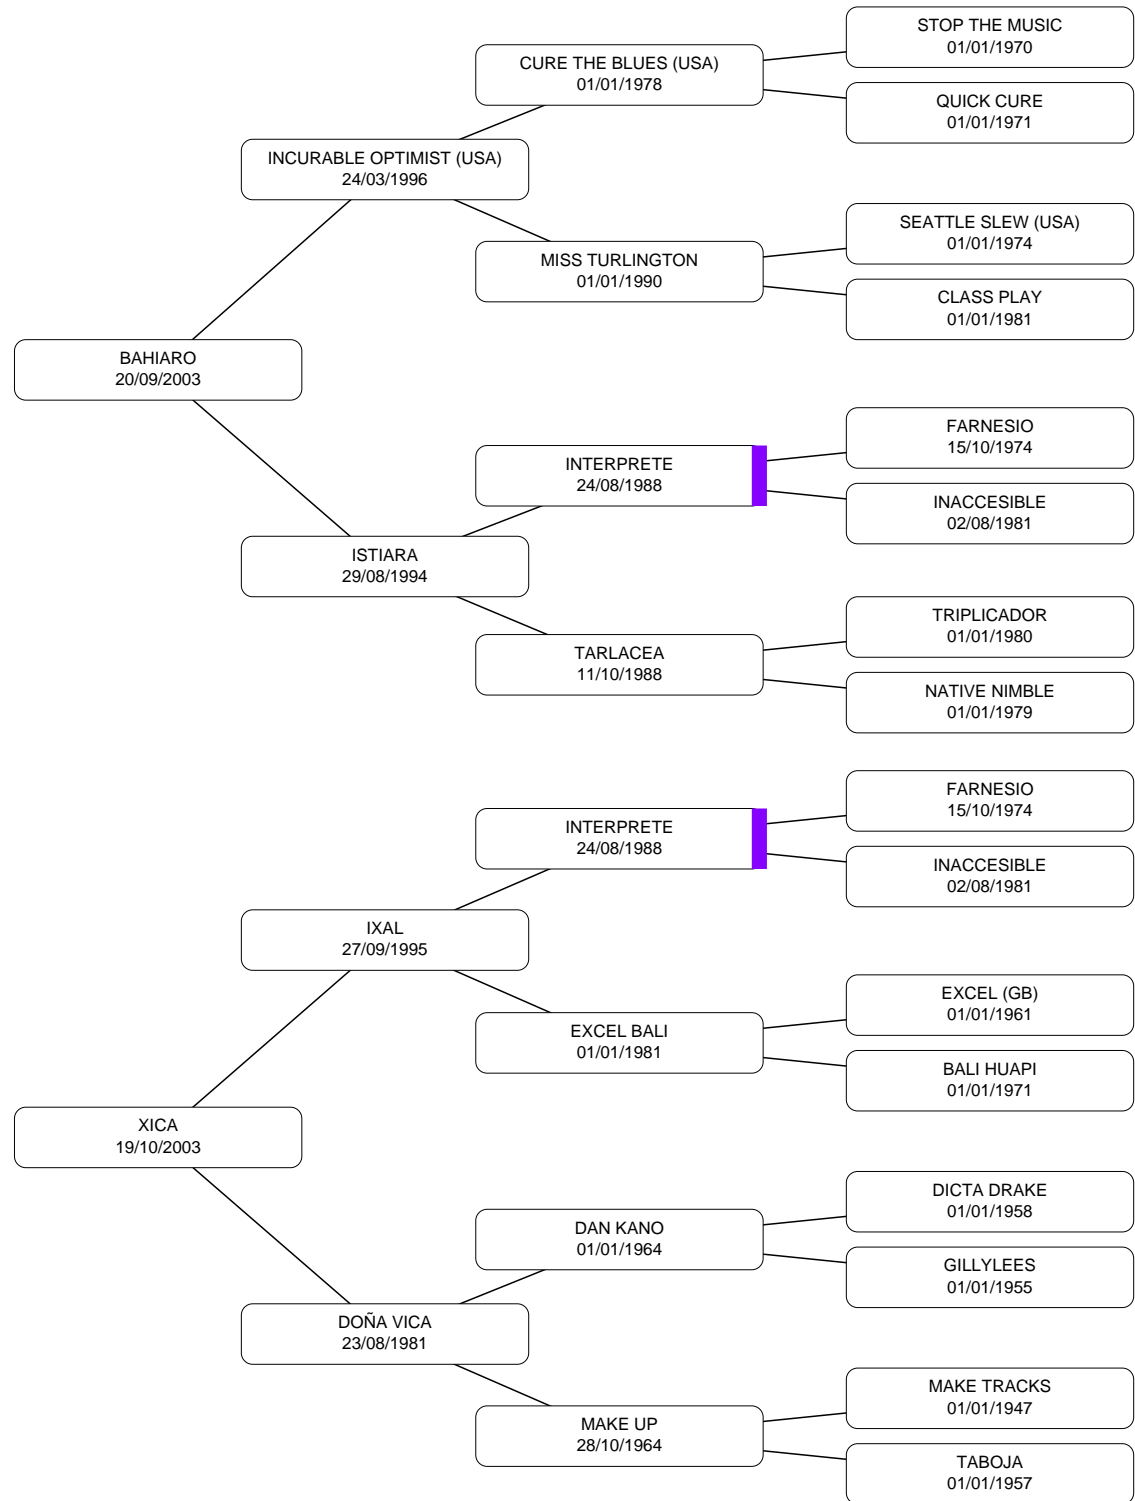 STOP THE MUSIC
01/01/1970
CURE THE BLUES (USA)
01/01/1978
QUICK CURE
01/01/1971
INCURABLE OPTIMIST (USA)
24/03/1996
SEATTLE SLEW (USA)
01/01/1974
MISS TURLINGTON
01/01/1990
CLASS PLAY
01/01/1981
BAHIARO
20/09/2003
FARNESIO
15/10/1974
INTERPRETE
24/08/1988
INACCESIBLE
02/08/1981
ISTIARA
29/08/1994
TRIPLICADOR
01/01/1980
TARLACEA
11/10/1988
NATIVE NIMBLE
01/01/1979
FARNESIO
15/10/1974
INTERPRETE
24/08/1988
INACCESIBLE
02/08/1981
IXAL
27/09/1995
EXCEL (GB)
01/01/1961
EXCEL BALI
01/01/1981
BALI HUAPI
01/01/1971
XICA
19/10/2003
DICTA DRAKE
01/01/1958
DAN KANO
01/01/1964
GILLYLEES
01/01/1955
DOÑA VICA
23/08/1981
MAKE TRACKS
01/01/1947
MAKE UP
28/10/1964
TABOJA
01/01/1957